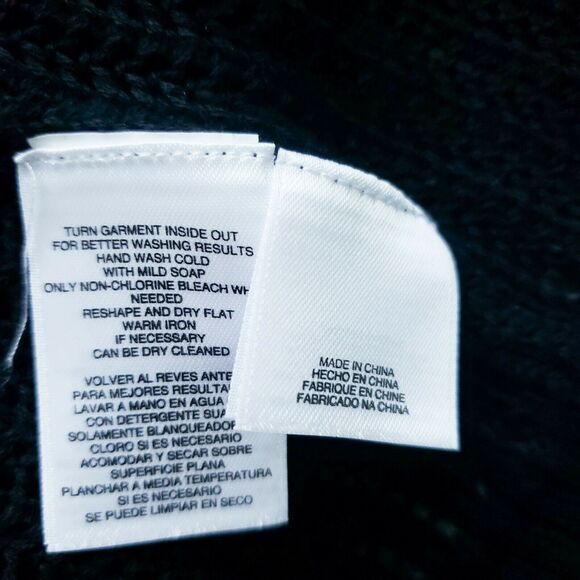 TURN GARMENT INSIDE OUT
FOR BETTER WASHING RESULTS
HAND WASH COLD
WITH MILD SOAP
ONLY NON-CHLORINE BLEACH
NEEDED
RESHAPE AND DRY FLAT
WARM IRON
IF NECESSARY
CAN BE DRY CLEANED
VOLVER AL REVES
PARA MEJORES
LAVAR A MANO EN AGUA
CON DETERGENTE
SOLAMENTE
CLORO SI ES NECESARIO
ACOMODAR Y SECAR SOBRE
SUPERFICIE PLANA
PLANCHAR A MEDIA TEMPERATURA
SI ES NECESARIO
SE PUEDE LIMPIAR EN SECO
MADE IN CHINA
HECHO EN CHINA
FABRIQUE EN CHINE
FABRICADO NA CHINA